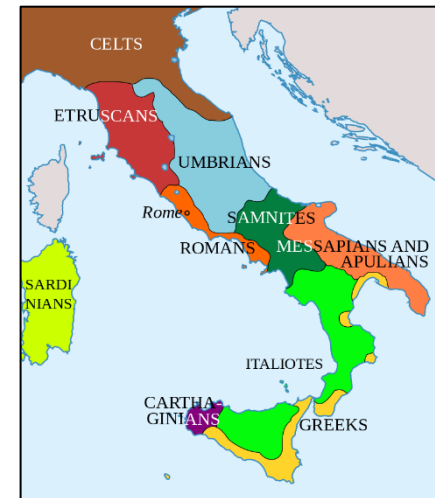 CELTS
ETRUSCANS
UMBRIANS
Rome
SAMNITES
ROMANS
MESSAPIANS AND
APULIANS
SARDI
NIANS
ITALIOTES
CARTHA-
GINIANS
GREEKS